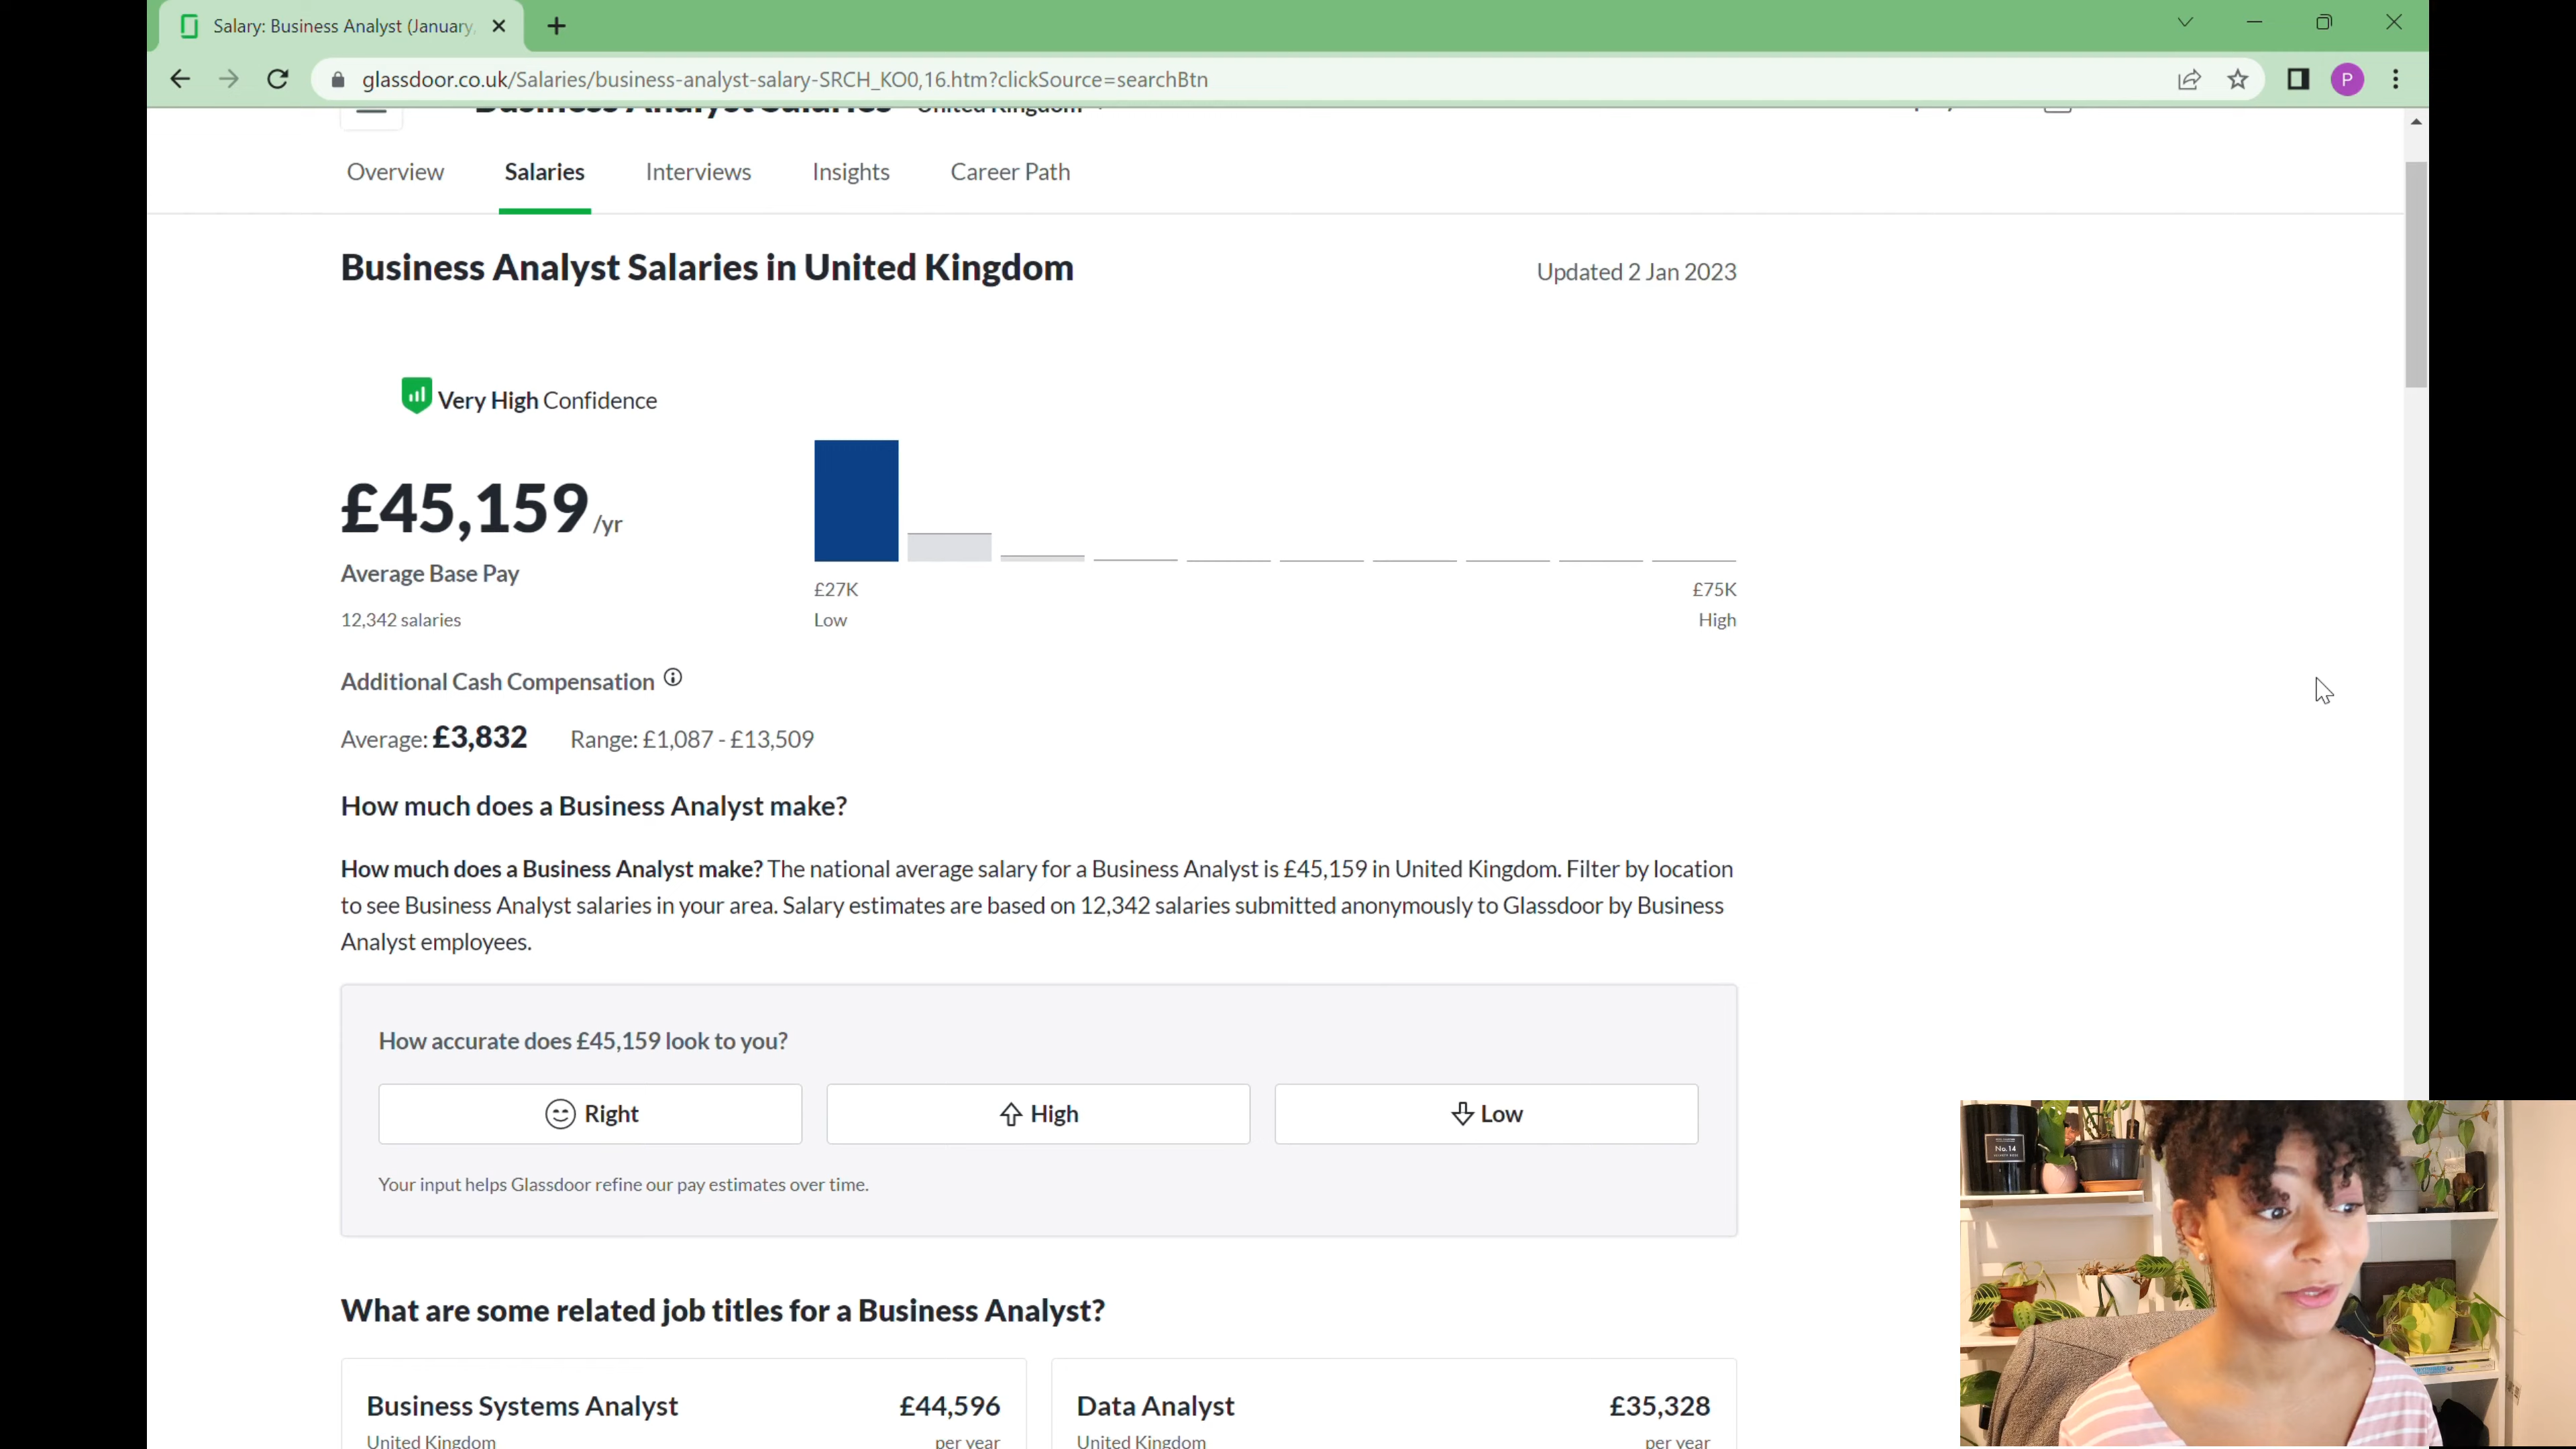 Salary: Business Analyst (January,
glassdoor.co.uk/Salaries/business-analyst-salary-SRCH_KO0,16.htm?clickSource=searchBtn
P
Business Analyst Salaries United Kingdom
Overview Salaries Interviews Insights Career Path
Business Analyst Salaries in United Kingdom
Updated 2 Jan 2023
Very High Confidence
£45,159 /yr
Average Base Pay
12,342 salaries
£27K
Low
£75K
High
Additional Cash Compensation
Average: £3,832 Range: £1,087 - £13,509
How much does a Business Analyst make?
How much does a Business Analyst make? The national average salary for a Business Analyst is £45,159 in United Kingdom. Filter by location
to see Business Analyst salaries in your area. Salary estimates are based on 12,342 salaries submitted anonymously to Glassdoor by Business
Analyst employees.
How accurate does £45,159 look to you?
Right
High
Low
Your input helps Glassdoor refine our pay estimates over time.
What are some related job titles for a Business Analyst?
Business Systems Analyst £44,596
United Kingdom per year
Data Analyst £35,328
United Kingdom per year
No.14